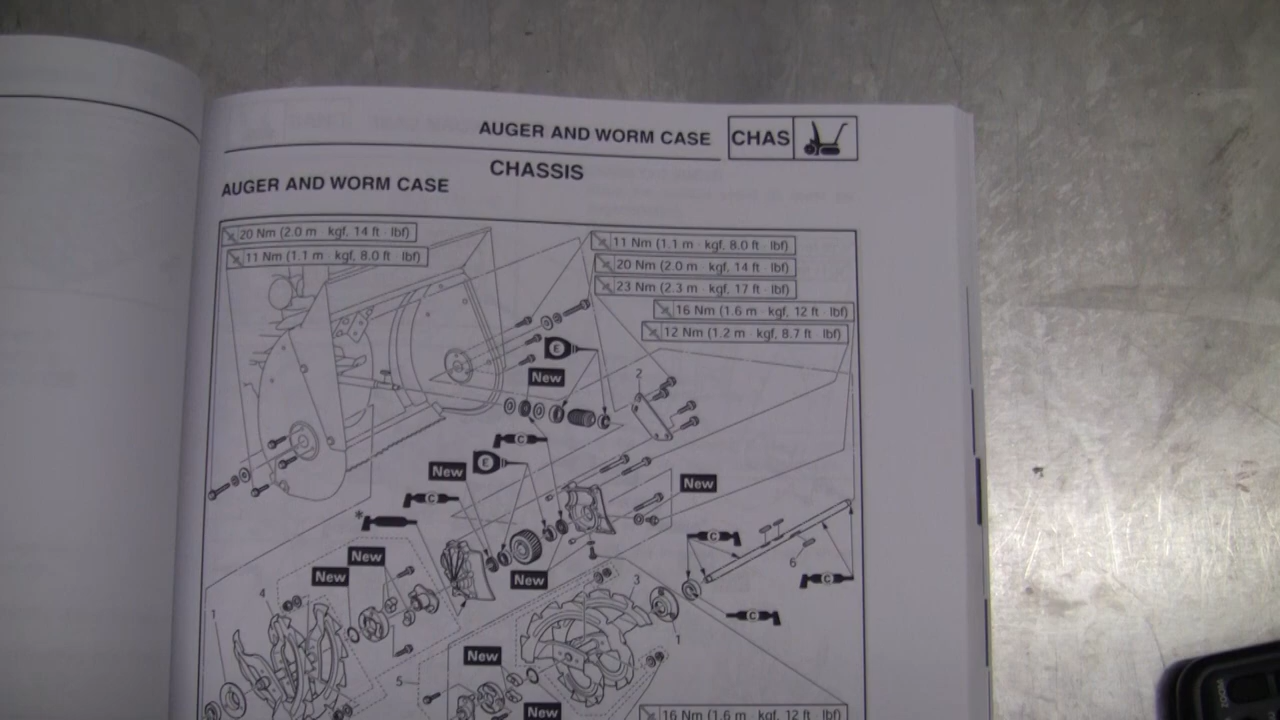 AUGER AND WORM CASE
CHAS
CHASSIS
AUGER AND WORM CASE
20 Nm (2.0 m · kgf, 14 ft · lbf)
11 Nm (1.1 m · kgf, 8.0 ft · lbf)
11 Nm (1.1 m · kgf, 8.0 ft · lbf)
20 Nm (2.0 m · kgf, 14 ft · lbf)
23 Nm (2.3 m · kgf, 17 ft · lbf)
16 Nm (1.6 m · kgf, 12 ft · lbf)
12 Nm (1.2 m · kgf, 8.7 ft · lbf)
E
New
2
C
E
New
New
C
*
C
New
New
New
6
C
4
3
1
C
1
New
5
New
16 Nm (1.6 m · kgf, 12 ft · lbf)